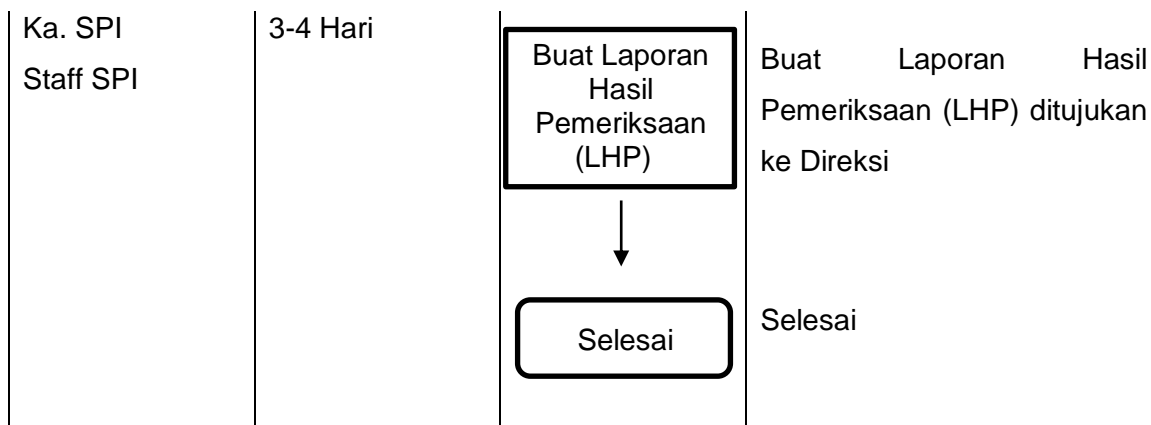 Ka. SPI
Staff SPI
3-4 Hari
Buat Laporan
Hasil
Pemeriksaan
(LHP)
Buat Laporan Hasil
Pemeriksaan (LHP) ditujukan
ke Direksi
Selesai
Selesai